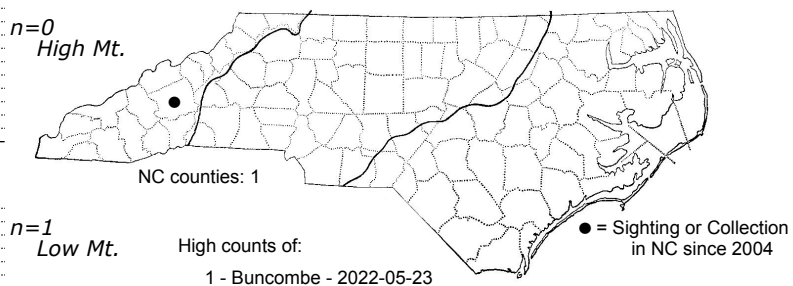 n=0
High Mt.
NC counties: 1
n=1
Low Mt.
High counts of:
1 - Buncombe - 2022-05-23
● = Sighting or Collection
in NC since 2004